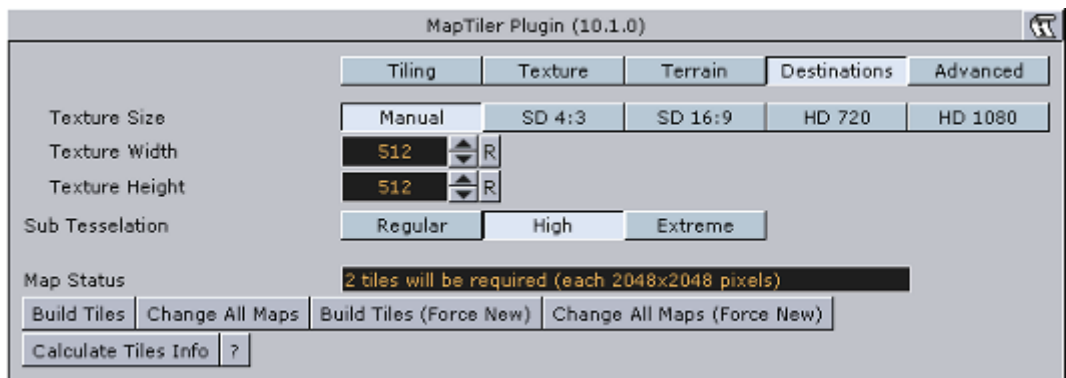 MapTiler Plugin (10.1.0)
Tiling Texture Terrain Destinations Advanced
Texture Size Manual SD 4:3 SD 16:9 HD 720 HD 1080
Texture Width 512 R
Texture Height 512 R
Sub Tesselation Regular High Extreme
Map Status 2 tiles will be required (each 2048x2048 pixels)
Build Tiles Change All Maps Build Tiles (Force New) Change All Maps (Force New)
Calculate Tiles Info ?